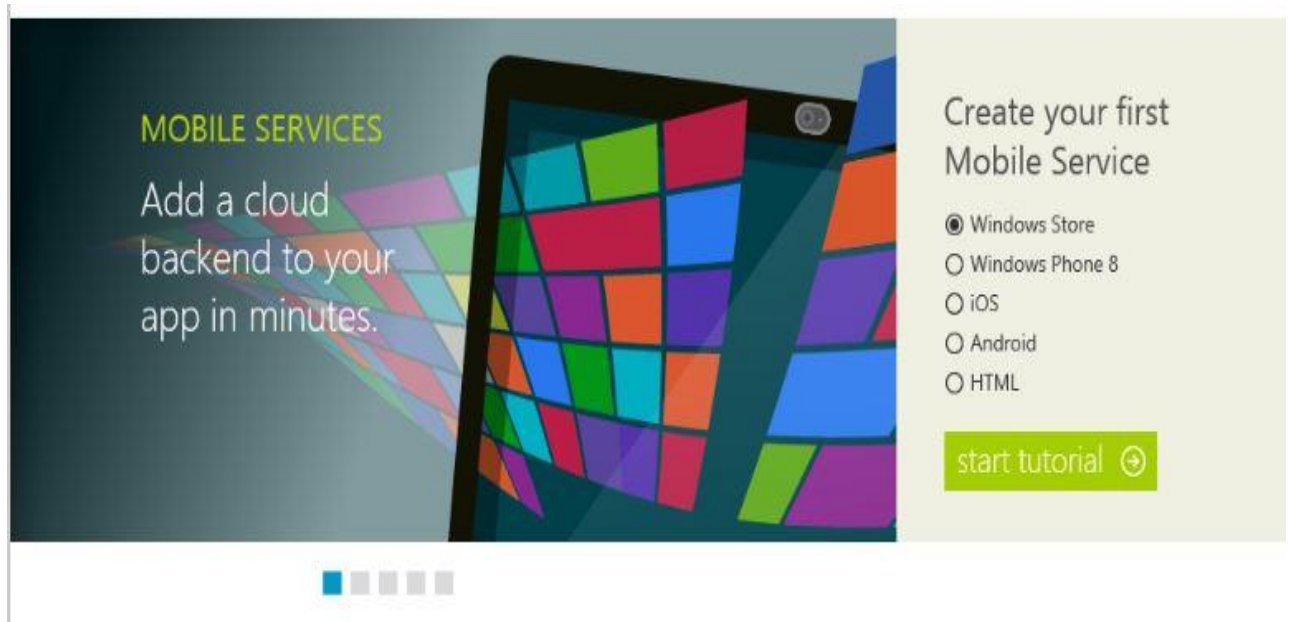 MOBILE SERVICES
Add a cloud
backend to your
app in minutes.
Create your first
Mobile Service
Windows Store
Windows Phone 8
iOS
Android
HTML
start tutorial